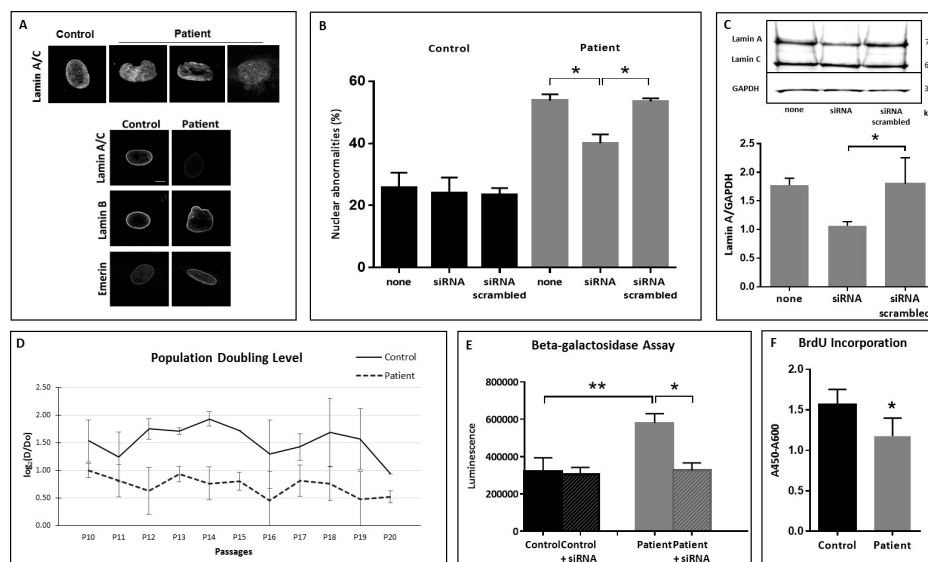 A
Control
Patient
Lamin A/C
Control
Patient
Lamin A/C
Lamin B
Emerin
B
Control
Patient
Nuclear abnormalities (%)
80
60
40
20
0
*
*
none
siRNA
siRNA
scrambled
none
siRNA
siRNA
scrambled
C
Lamin A
7
Lamin C
6
GAPDH
3
none
siRNA
siRNA
scrambled
k
Lamin A/GAPDH
2.5
2.0
1.5
1.0
0.5
0.0
*
none
siRNA
siRNA
scrambled
D
Population Doubling Level
Control
Patient
log2(D/Do)
2.50
2.00
1.50
1.00
0.50
0.00
P10
P11
P12
P13
P14
P15
P16
P17
P18
P19
P20
Passages
E
Beta-galactosidase Assay
Luminescence
800000
600000
400000
200000
0
**
*
Control
Control
+ siRNA
Patient
Patient
+ siRNA
F
BrdU Incorporation
A450-A600
2.0
1.5
1.0
0.5
0.0
*
Control
Patient